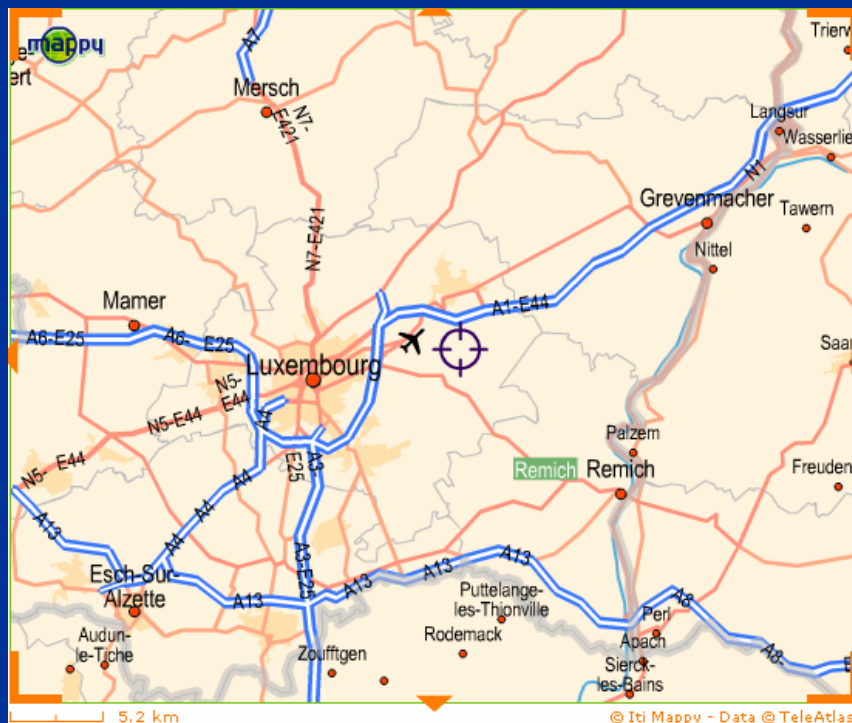 mappy
A7
Trierw
ert
Mersch
N7-
E421
Langsur
Wasserlie
N1
Grevenmacher
Tawern
N7-E421
Nittel
Mamer
A1-E44
A6-E25
A6-
E25
Luxembourg
Saar
N5-
E44
N5-E44
A4
Palzem
N5-
E44
E25
A3-
Remich
Remich
Freuden
A4
A4
A13
A4
A3-E25
A13
Esch-Sur-
Alzette
A13
A13
A13
Puttelange-
les-Thionville
A8
Perl
Audun-
le-Tiche
Rodemack
Apach
Zoufftgen
Sierck-
les-Bains
A8-
E
5.2 km
© Iti Mappy - Data © TeleAtlas